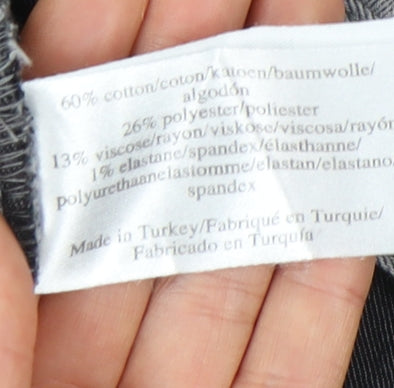 60% cotton/coton/katoen/baumwolle/
algodón
26% polyester/poliester
13% viscose/rayon/viskose/viscosa/rayón
1% elastane/spandex/élasthanne/
polyurethaanelastomme/elastan/elastano
spandex
Made in Turkey/Fabriqué en Turquie/
Fabricado en Turquía